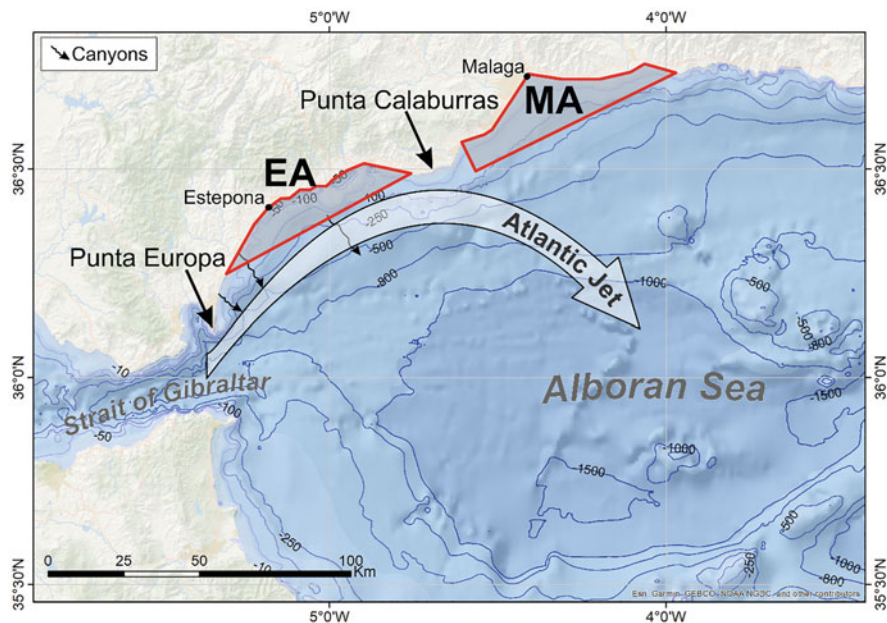 5°0'W
4°0'W
Canyons
Malaga
MA
Punta Calaburras
36°30'N
36°30'N
EA
-50
-100
-50
100
-250
-500
-800
Estepona
Punta Europa
Atlantic Jet
-1000
-500
-500
-800
-1500
-10
36°0'N
36°0'N
Strait of Gibraltar
-100
-50
Alboran Sea
-1000
-1500
-500
-250
-1000
-800
-250
-10
0
25
50
100
Km
35°30'N
35°30'N
Esri, Garmin, GEBCO, NOAA NGDC, and other contributors
5°0'W
4°0'W